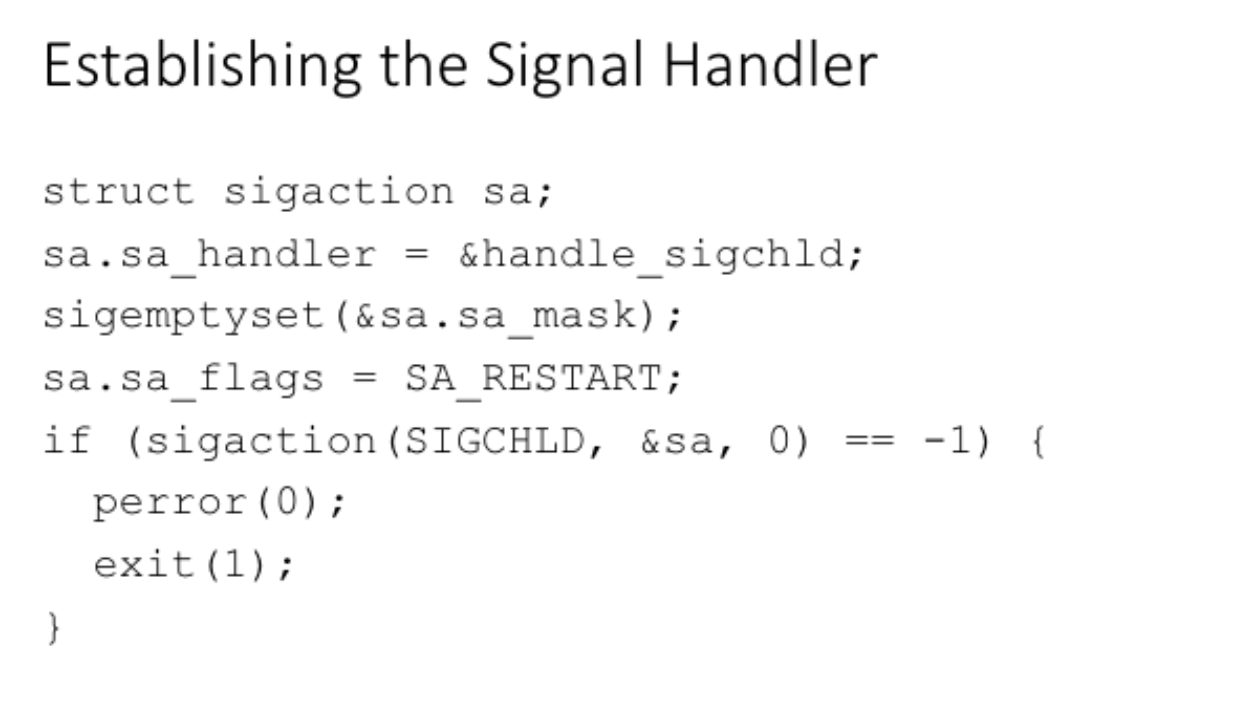 Establishing the Signal Handler
struct sigaction sa;
sa.sa_handler = &handle_sigchld;
sigemptyset(&sa.sa_mask);
sa.sa_flags = SA_RESTART;
if (sigaction(SIGCHLD, &sa, 0) == -1) {
  perror(0);
  exit(1);
}